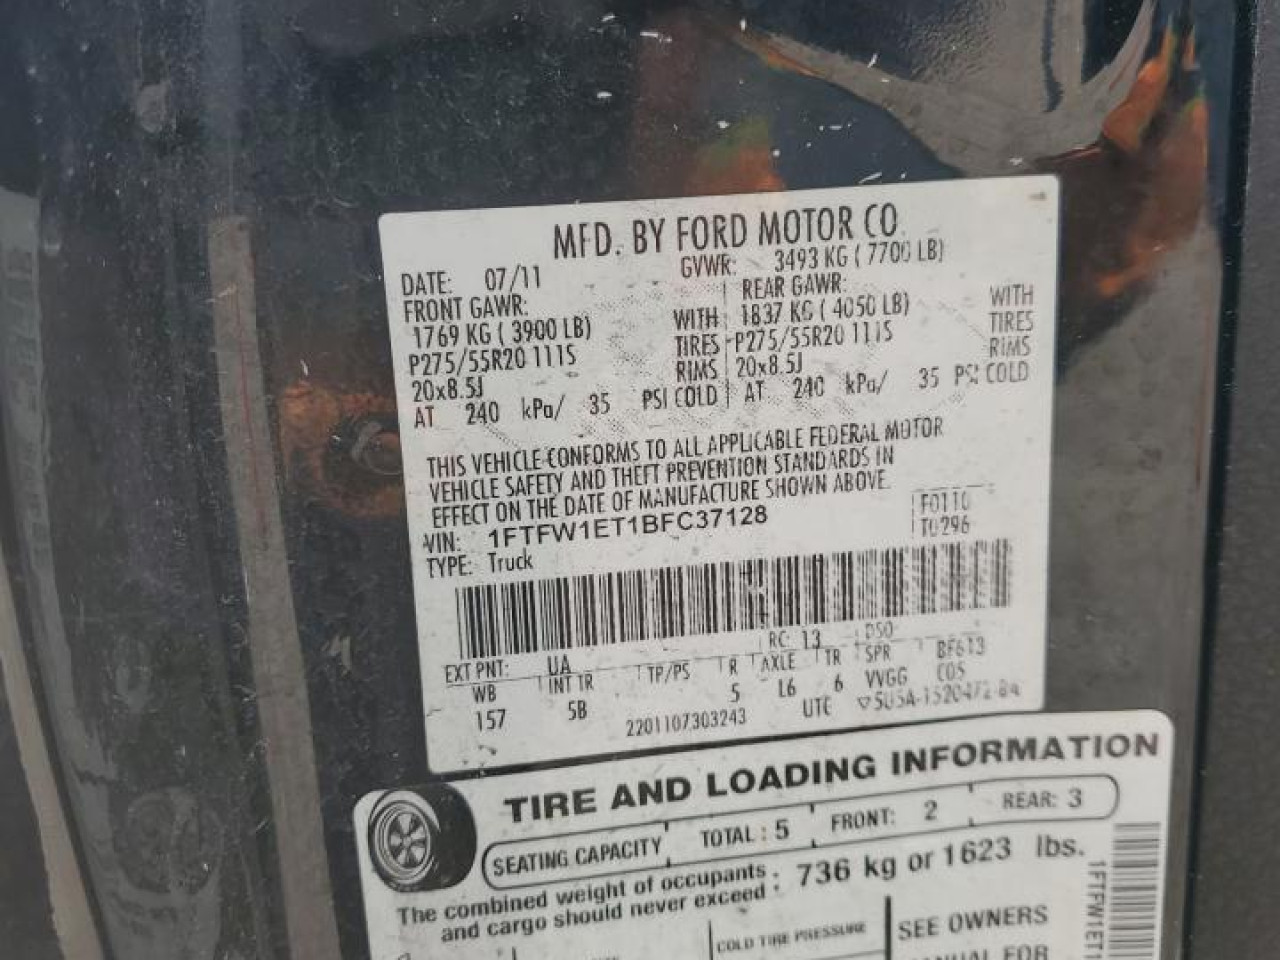 MFD. BY FORD MOTOR CO.
DATE: 07/11 GVWR: 3493 KG ( 7700 LB)
FRONT GAWR: REAR GAWR:
1769 KG ( 3900 LB) WITH 1837 KG ( 4050 LB) WITH
P275/55R20 111S TIRES P275/55R20 111S TIRES
20x8.5J RIMS 20x8.5J RIMS
AT 240 kPa/ 35 PSI COLD AT 240 kPa/ 35 PSI COLD
THIS VEHICLE CONFORMS TO ALL APPLICABLE FEDERAL MOTOR
VEHICLE SAFETY AND THEFT PREVENTION STANDARDS IN
EFFECT ON THE DATE OF MANUFACTURE SHOWN ABOVE.
VIN: 1FTFW1ET1BFC37128 F0110
TYPE: Truck T0296
EXT PNT: UA RC: 13 DSO:
WB INT TR TP/PS R AXLE TR SPR BF613
157 5B 5 L6 6 VVGG COS
2201107303243 UTC ▽5U5A-1520472-BA
TIRE AND LOADING INFORMATION
SEATING CAPACITY TOTAL : 5 FRONT: 2 REAR: 3
The combined weight of occupants : 736 kg or 1623 lbs.
and cargo should never exceed :
COLD TIRE PRESSURE SEE OWNERS
MANUAL FOR
1FTFW1ET1